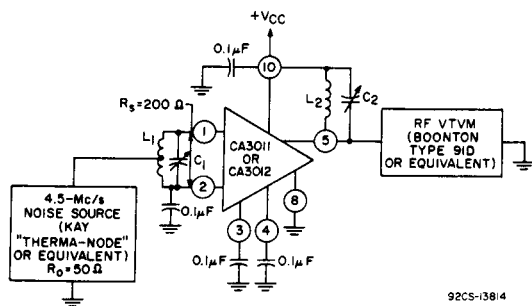 +VCC
0.1µF
10
RS=200 Ω
L1
C1
1
2
CA3011
OR
CA3012
L2
C2
5
RF VTVM
(BOONTON
TYPE 91D
OR EQUIVALENT)
4.5-Mc/s
NOISE SOURCE
(KAY
"THERMA-NODE"
OR EQUIVALENT)
RO=50Ω
0.1µF
3
4
8
0.1µF
0.1µF
92CS-13814